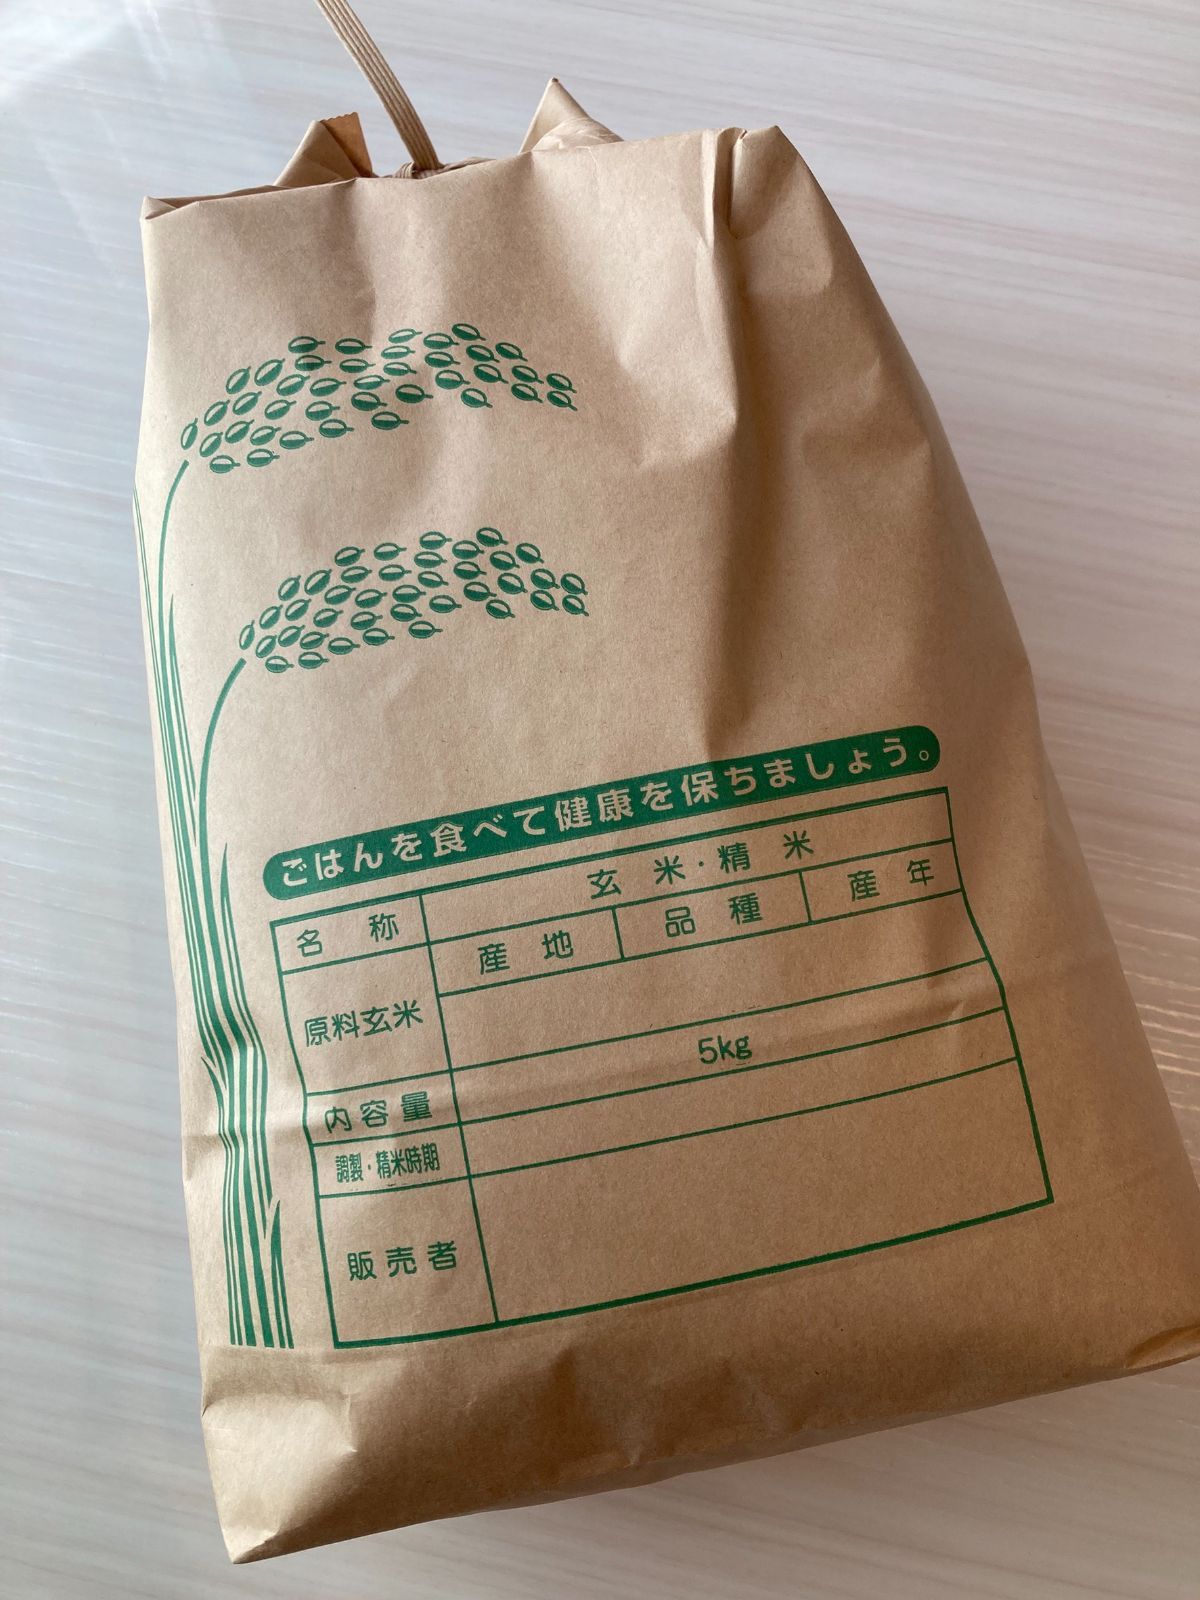 ごはんを食べて健康を保ちましょう。
名称 玄米・精米
原料玄米 産地 品種 産年
内容量 5kg
調製・精米時期
販売者